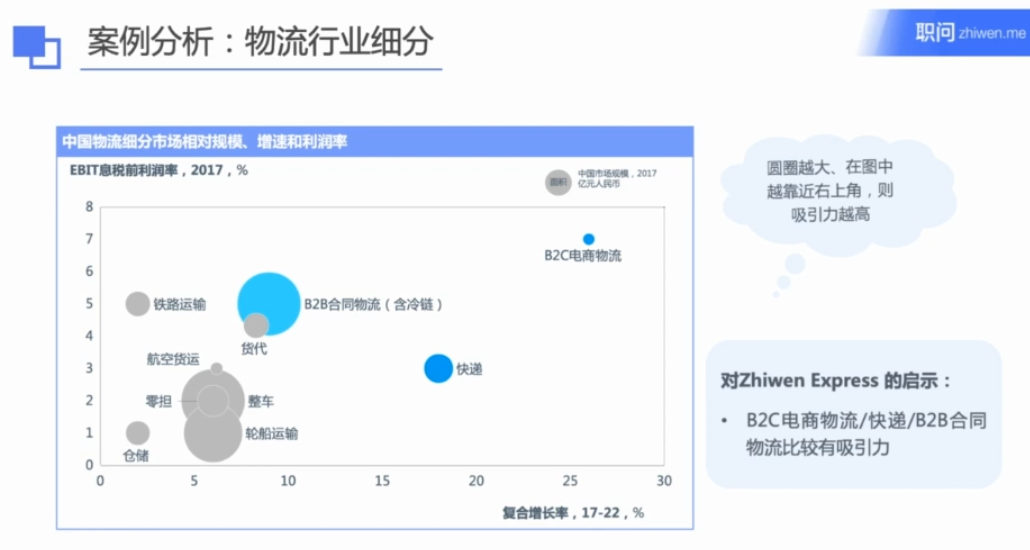 案例分析：物流行业细分
职问 zhiwen.me
中国物流细分市场相对规模、增速和利润率
EBIT息税前利润率，2017，%
面积
中国市场规模，2017
亿元人民币
8
7
6
5
4
3
2
1
0
B2C电商物流
铁路运输
B2B合同物流（含冷链）
货代
航空货运
快递
零担
整车
轮船运输
仓储
0 5 10 15 20 25 30
复合增长率，17-22，%
圆圈越大、在图中
越靠近右上角，则
吸引力越高
对Zhiwen Express 的启示：
• B2C电商物流/快递/B2B合同
物流比较有吸引力